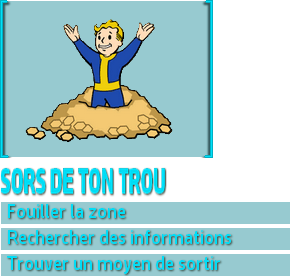 SORS DE TON TROU
Fouiller la zone
Rechercher des informations
Trouver un moyen de sortir